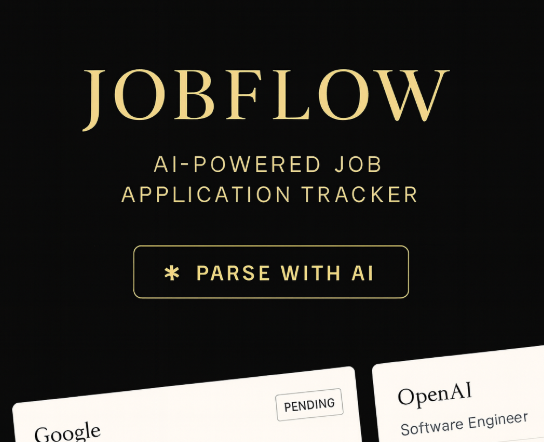 JOBFLOW
AI-POWERED JOB
APPLICATION TRACKER
* PARSE WITH AI
PENDING
Google
OpenAI
Software Engineer